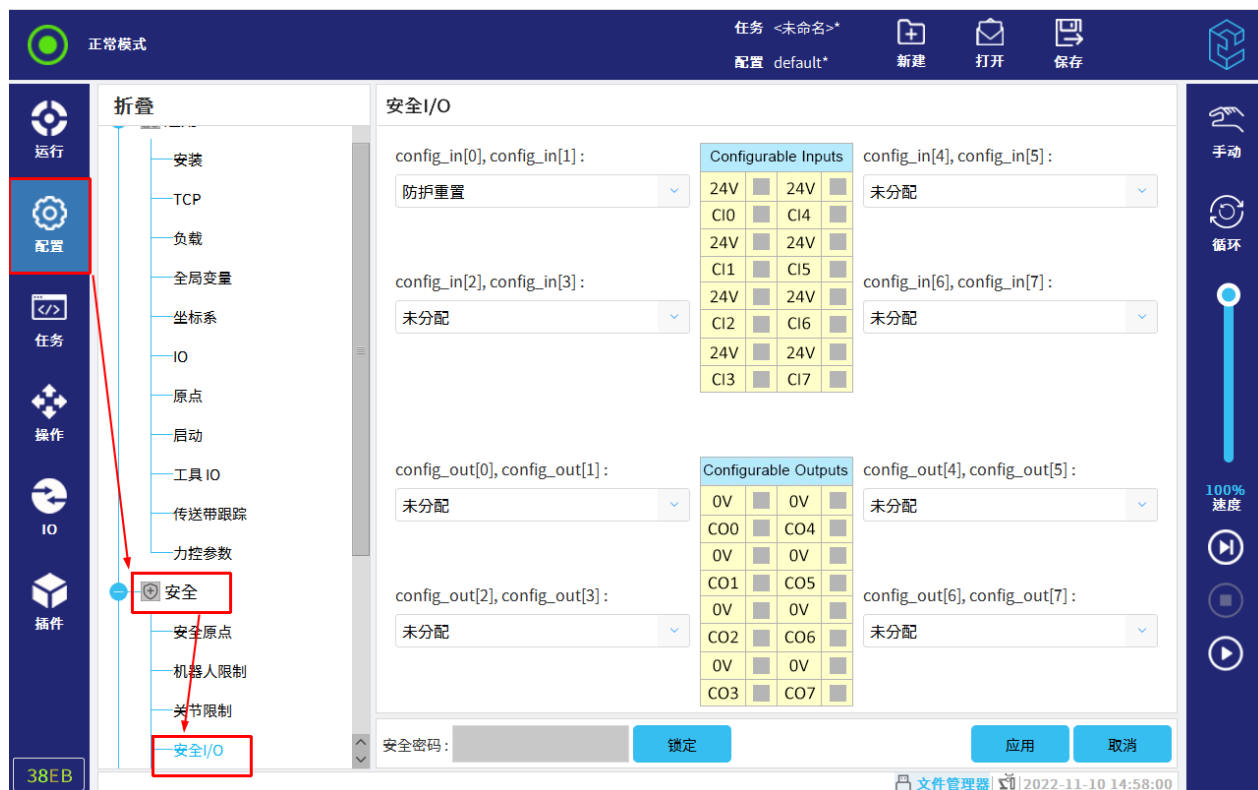 正常模式
任务 <未命名>*
配置 default*
新建
打开
保存
运行
配置
任务
操作
IO
插件
38EB
折叠
安装
TCP
负载
全局变量
坐标系
IO
原点
启动
工具 IO
传送带跟踪
力控参数
安全
安全原点
机器人限制
关节限制
安全I/O
安全I/O
config_in[0], config_in[1] :
防护重置
config_in[2], config_in[3] :
未分配
Configurable Inputs
24V 24V
CI0 CI4
24V 24V
CI1 CI5
24V 24V
CI2 CI6
24V 24V
CI3 CI7
config_in[4], config_in[5] :
未分配
config_in[6], config_in[7] :
未分配
config_out[0], config_out[1] :
未分配
config_out[2], config_out[3] :
未分配
Configurable Outputs
0V 0V
CO0 CO4
0V 0V
CO1 CO5
0V 0V
CO2 CO6
0V 0V
CO3 CO7
config_out[4], config_out[5] :
未分配
config_out[6], config_out[7] :
未分配
安全密码 :
锁定
应用
取消
文件管理器
2022-11-10 14:58:00
手动
循环
100%
速度